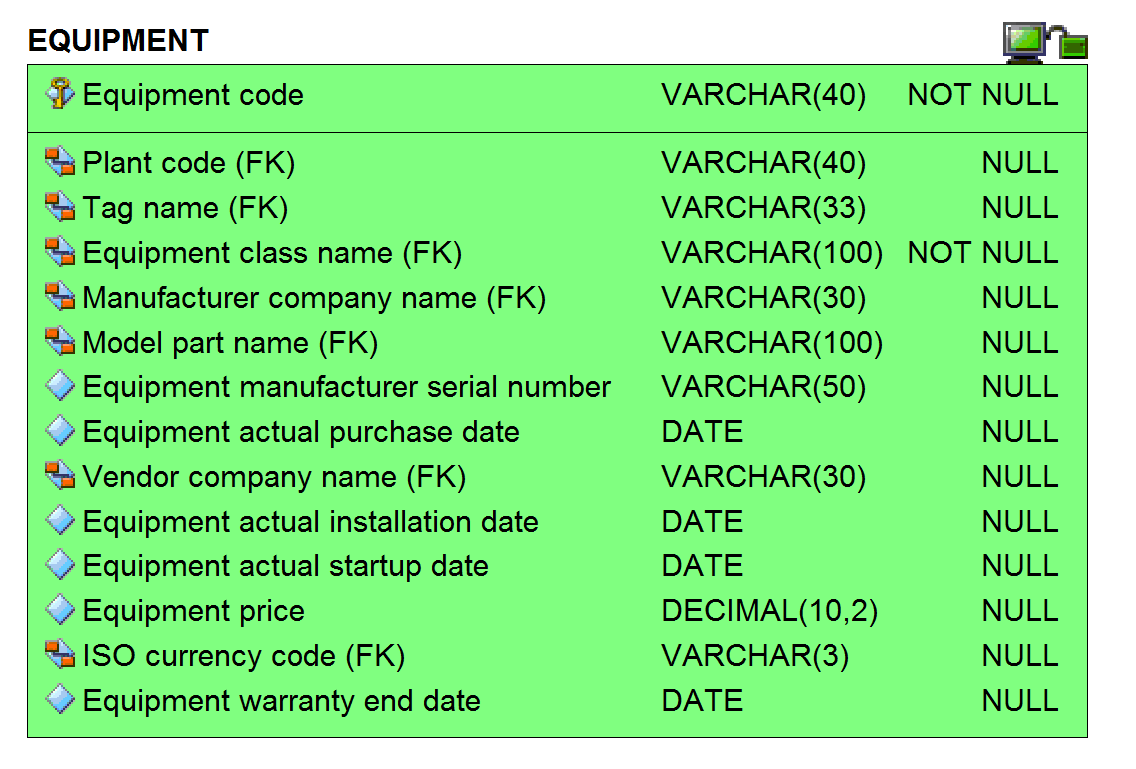 EQUIPMENT
Equipment code VARCHAR(40) NOT NULL
Plant code (FK) VARCHAR(40) NULL
Tag name (FK) VARCHAR(33) NULL
Equipment class name (FK) VARCHAR(100) NOT NULL
Manufacturer company name (FK) VARCHAR(30) NULL
Model part name (FK) VARCHAR(100) NULL
Equipment manufacturer serial number VARCHAR(50) NULL
Equipment actual purchase date DATE NULL
Vendor company name (FK) VARCHAR(30) NULL
Equipment actual installation date DATE NULL
Equipment actual startup date DATE NULL
Equipment price DECIMAL(10,2) NULL
ISO currency code (FK) VARCHAR(3) NULL
Equipment warranty end date DATE NULL